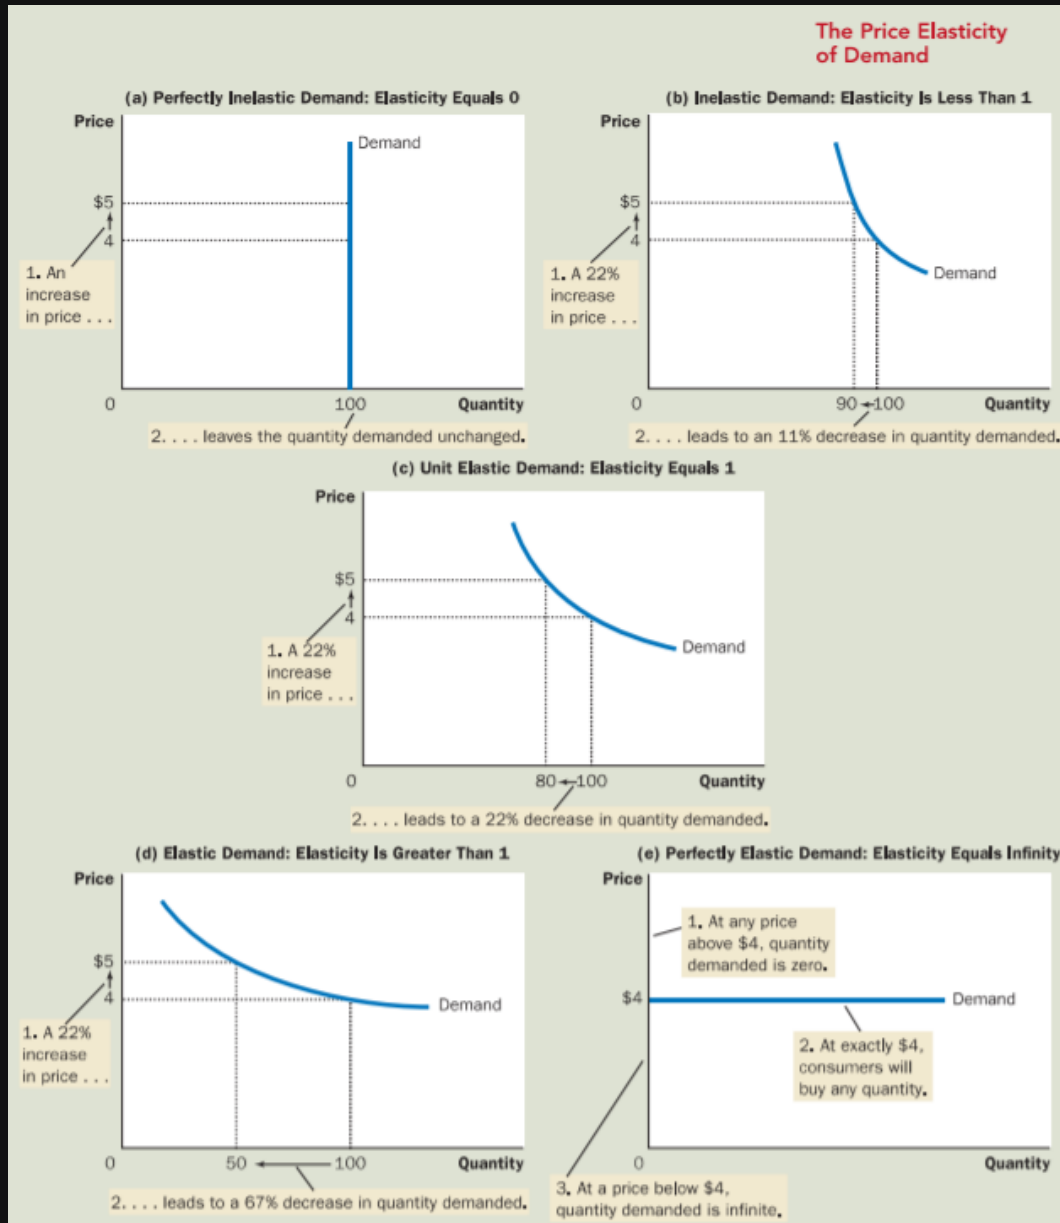 The Price Elasticity
of Demand
(a) Perfectly Inelastic Demand: Elasticity Equals 0
Price
Demand
$5
4
1. An
increase
in price . . .
0
100
Quantity
2. . . . leaves the quantity demanded unchanged.
(b) Inelastic Demand: Elasticity Is Less Than 1
Price
$5
4
1. A 22%
increase
in price . . .
Demand
0
90
100
Quantity
2. . . . leads to an 11% decrease in quantity demanded.
(c) Unit Elastic Demand: Elasticity Equals 1
Price
$5
4
1. A 22%
increase
in price . . .
Demand
0
80
100
Quantity
2. . . . leads to a 22% decrease in quantity demanded.
(d) Elastic Demand: Elasticity Is Greater Than 1
Price
$5
4
Demand
1. A 22%
increase
in price . . .
0
50
100
Quantity
2. . . . leads to a 67% decrease in quantity demanded.
(e) Perfectly Elastic Demand: Elasticity Equals Infinity
Price
1. At any price
above $4, quantity
demanded is zero.
$4
Demand
2. At exactly $4,
consumers will
buy any quantity.
0
Quantity
3. At a price below $4,
quantity demanded is infinite.